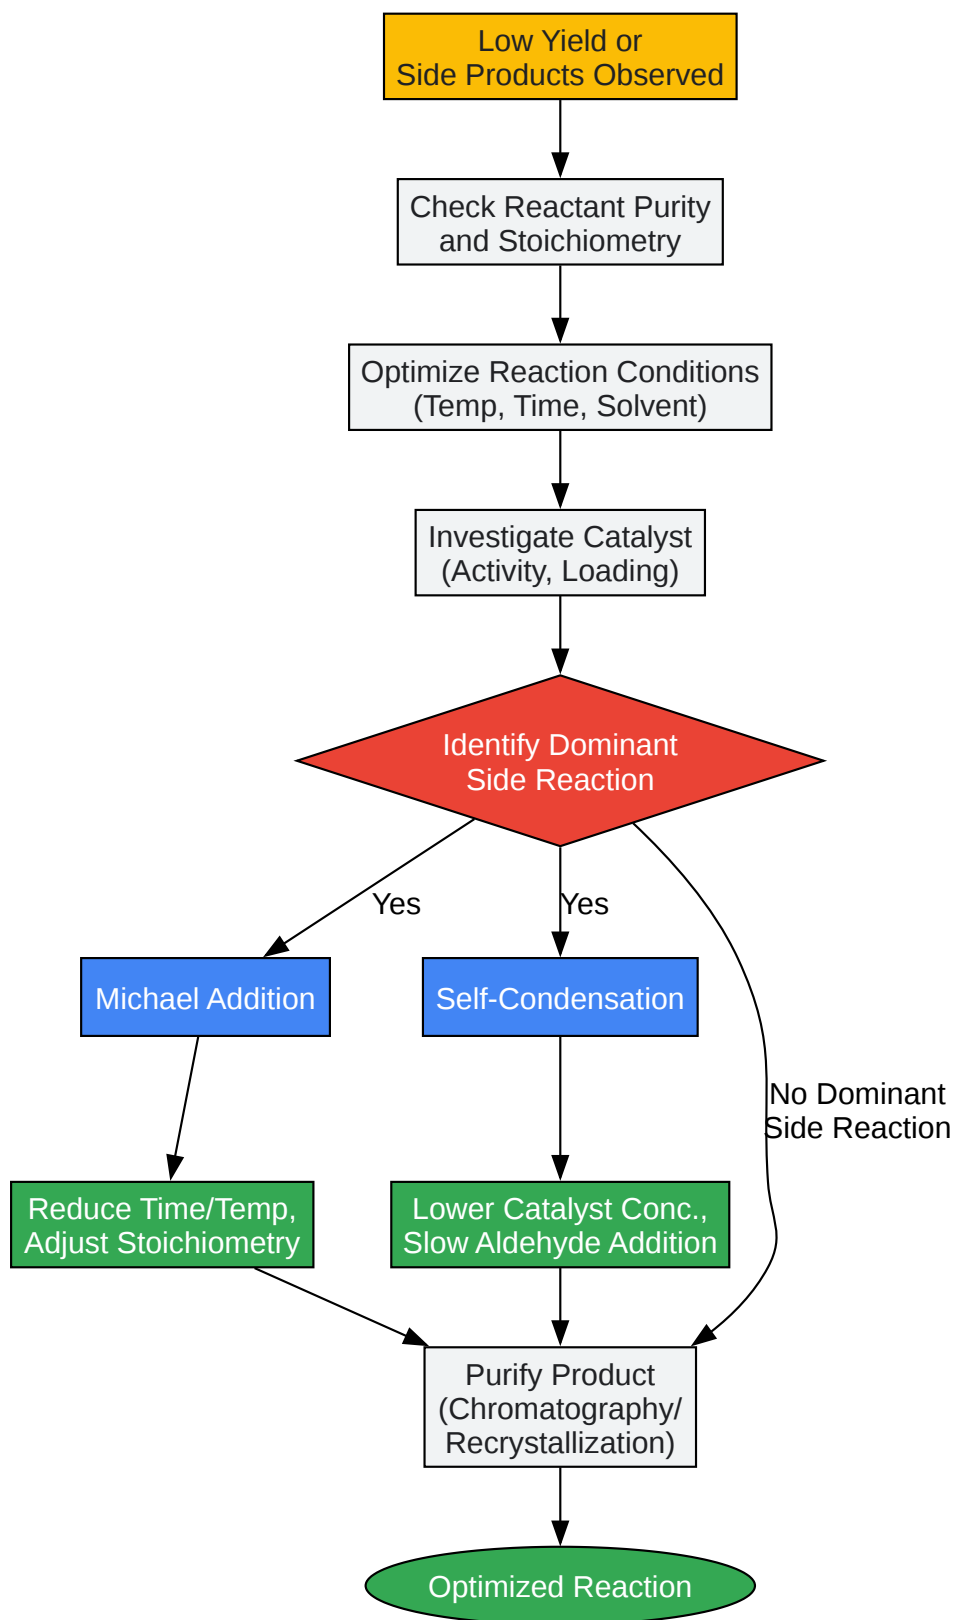 Low Yield or
Side Products Observed
Check Reactant Purity
and Stoichiometry
Optimize Reaction Conditions
(Temp, Time, Solvent)
Investigate Catalyst
(Activity, Loading)
Identify Dominant
Side Reaction
Yes
Yes
Michael Addition
Self-Condensation
No Dominant
Side Reaction
Reduce Time/Temp,
Adjust Stoichiometry
Lower Catalyst Conc.,
Slow Aldehyde Addition
Purify Product
(Chromatography/
Recrystallization)
Optimized Reaction